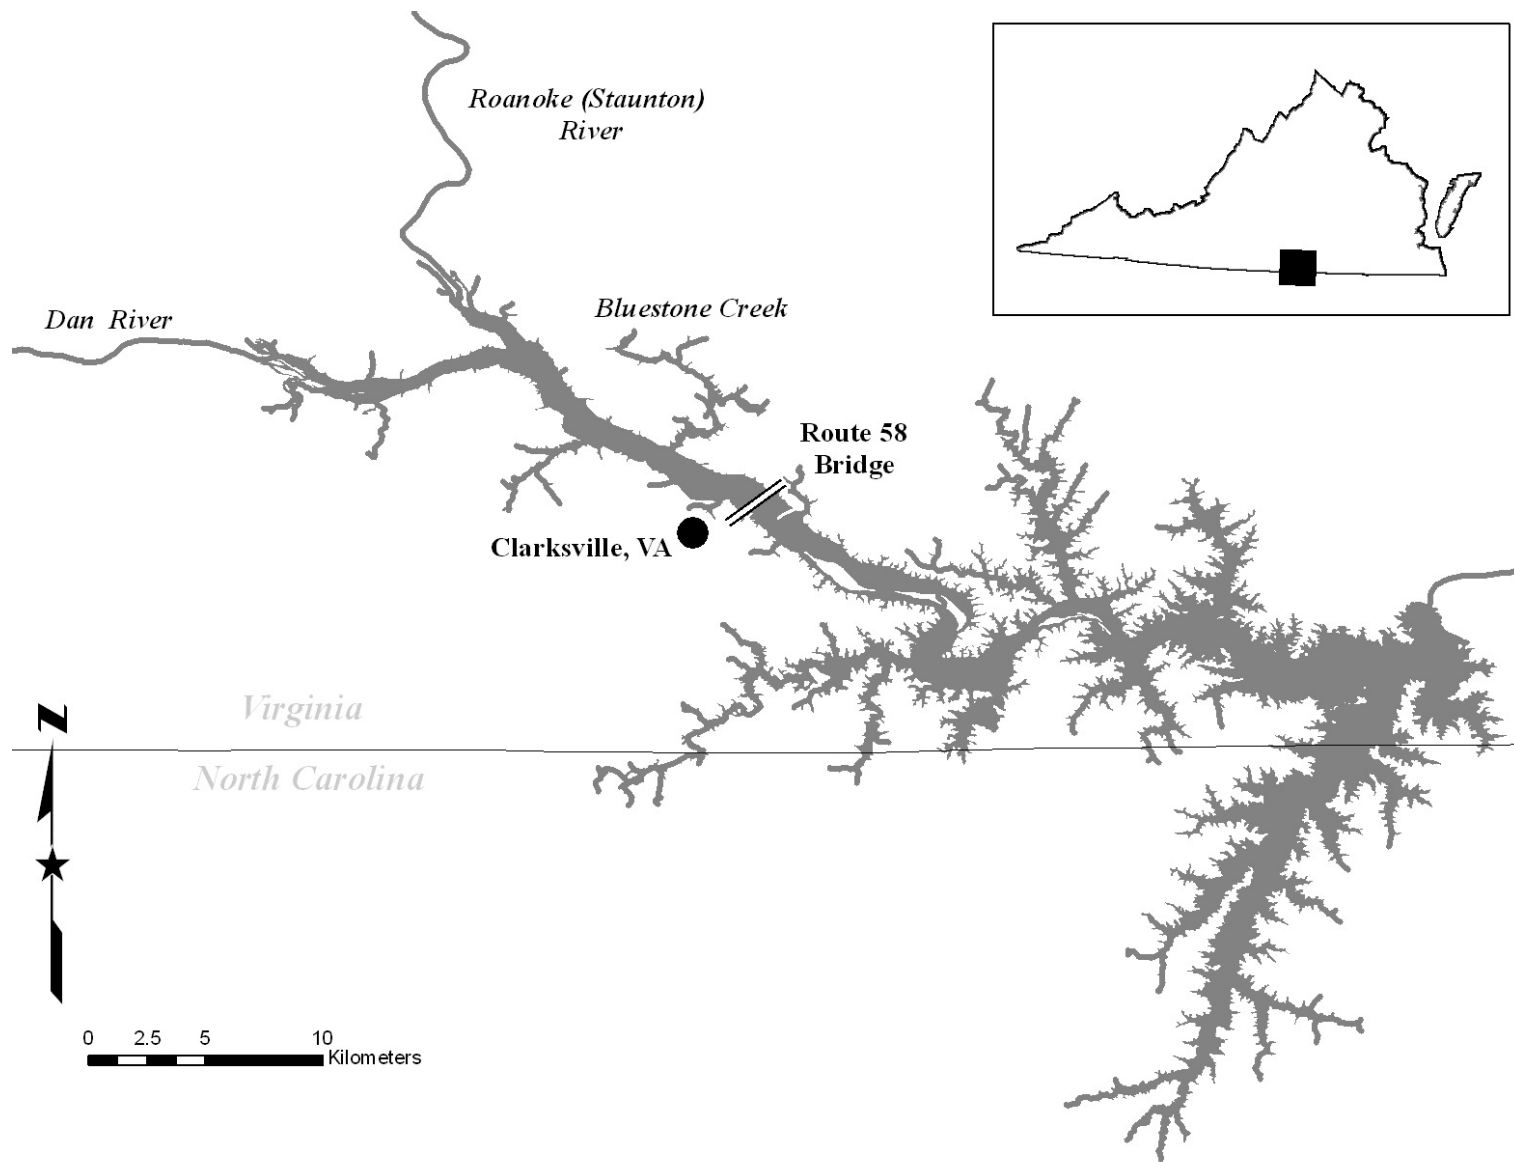 Roanoke (Staunton)
River
Dan River
Bluestone Creek
Route 58
Bridge
Clarksville, VA
Virginia
North Carolina
N
0 2.5 5 10
Kilometers